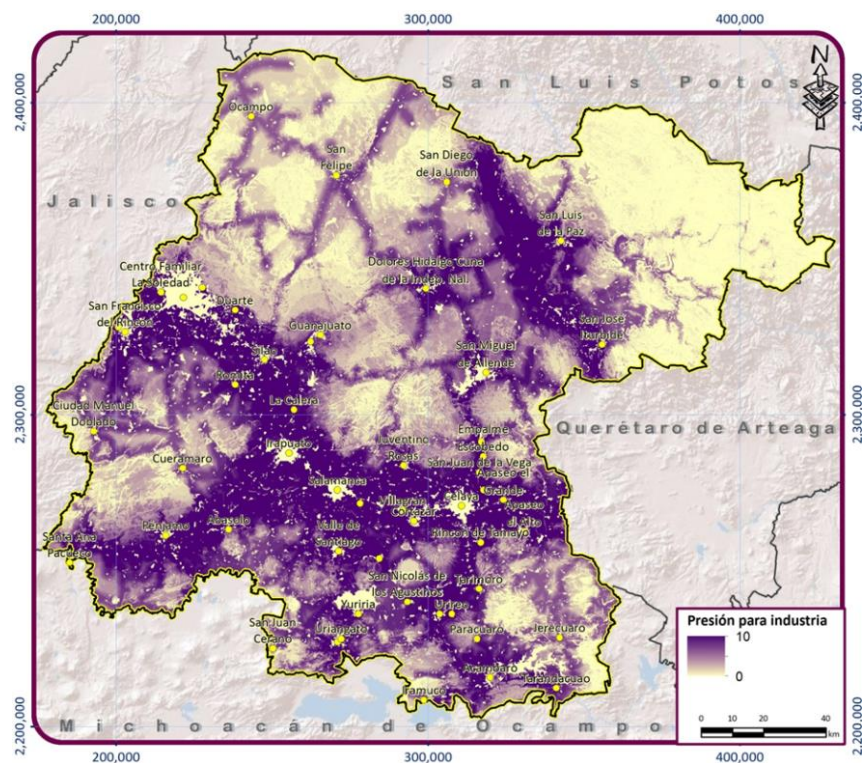 200,000
300,000
400,000
N
2,400,000
2,400,000
San Luis Potos
Ocampo
San
Felipe
San Diego
de la Unión
Jalisco
San Luis
de la Paz
Dolores Hidalgo Cuna
de la Indep. Nal.
Centro Familiar
La Soledad
San Francisco
del Rincón
Duarte
Guanajuato
San José
Iturbide
Silao
San Miguel
de Allende
Romita
La Calera
2,300,000
2,300,000
Ciudad Manuel
Doblado
Querétaro de Arteaga
Empalme
Escobedo
Irapuato
Juventino
Rosas
Cuerámaro
San Juan de la Vega
Apaseo el
Grande
Salamanca
Villagrán
Celaya
Apaseo
el Alto
Cortazar
Abasolo
Pénjamo
Valle de
Santiago
Rincón de Tamayo
Santa Ana
Pacueco
San Nicolás de
los Agustinos
Tarimoro
Yuriria
Urireo
San Juan
Cerano
Uriangato
Paracuaro
Jerécuaro
Acámbaro
Tarandacuao
Iramuco
Presión para industria
10
0
0 10 20 40
km
2,200,000
2,200,000
Michoacán de Ocampo
200,000
300,000
400,000